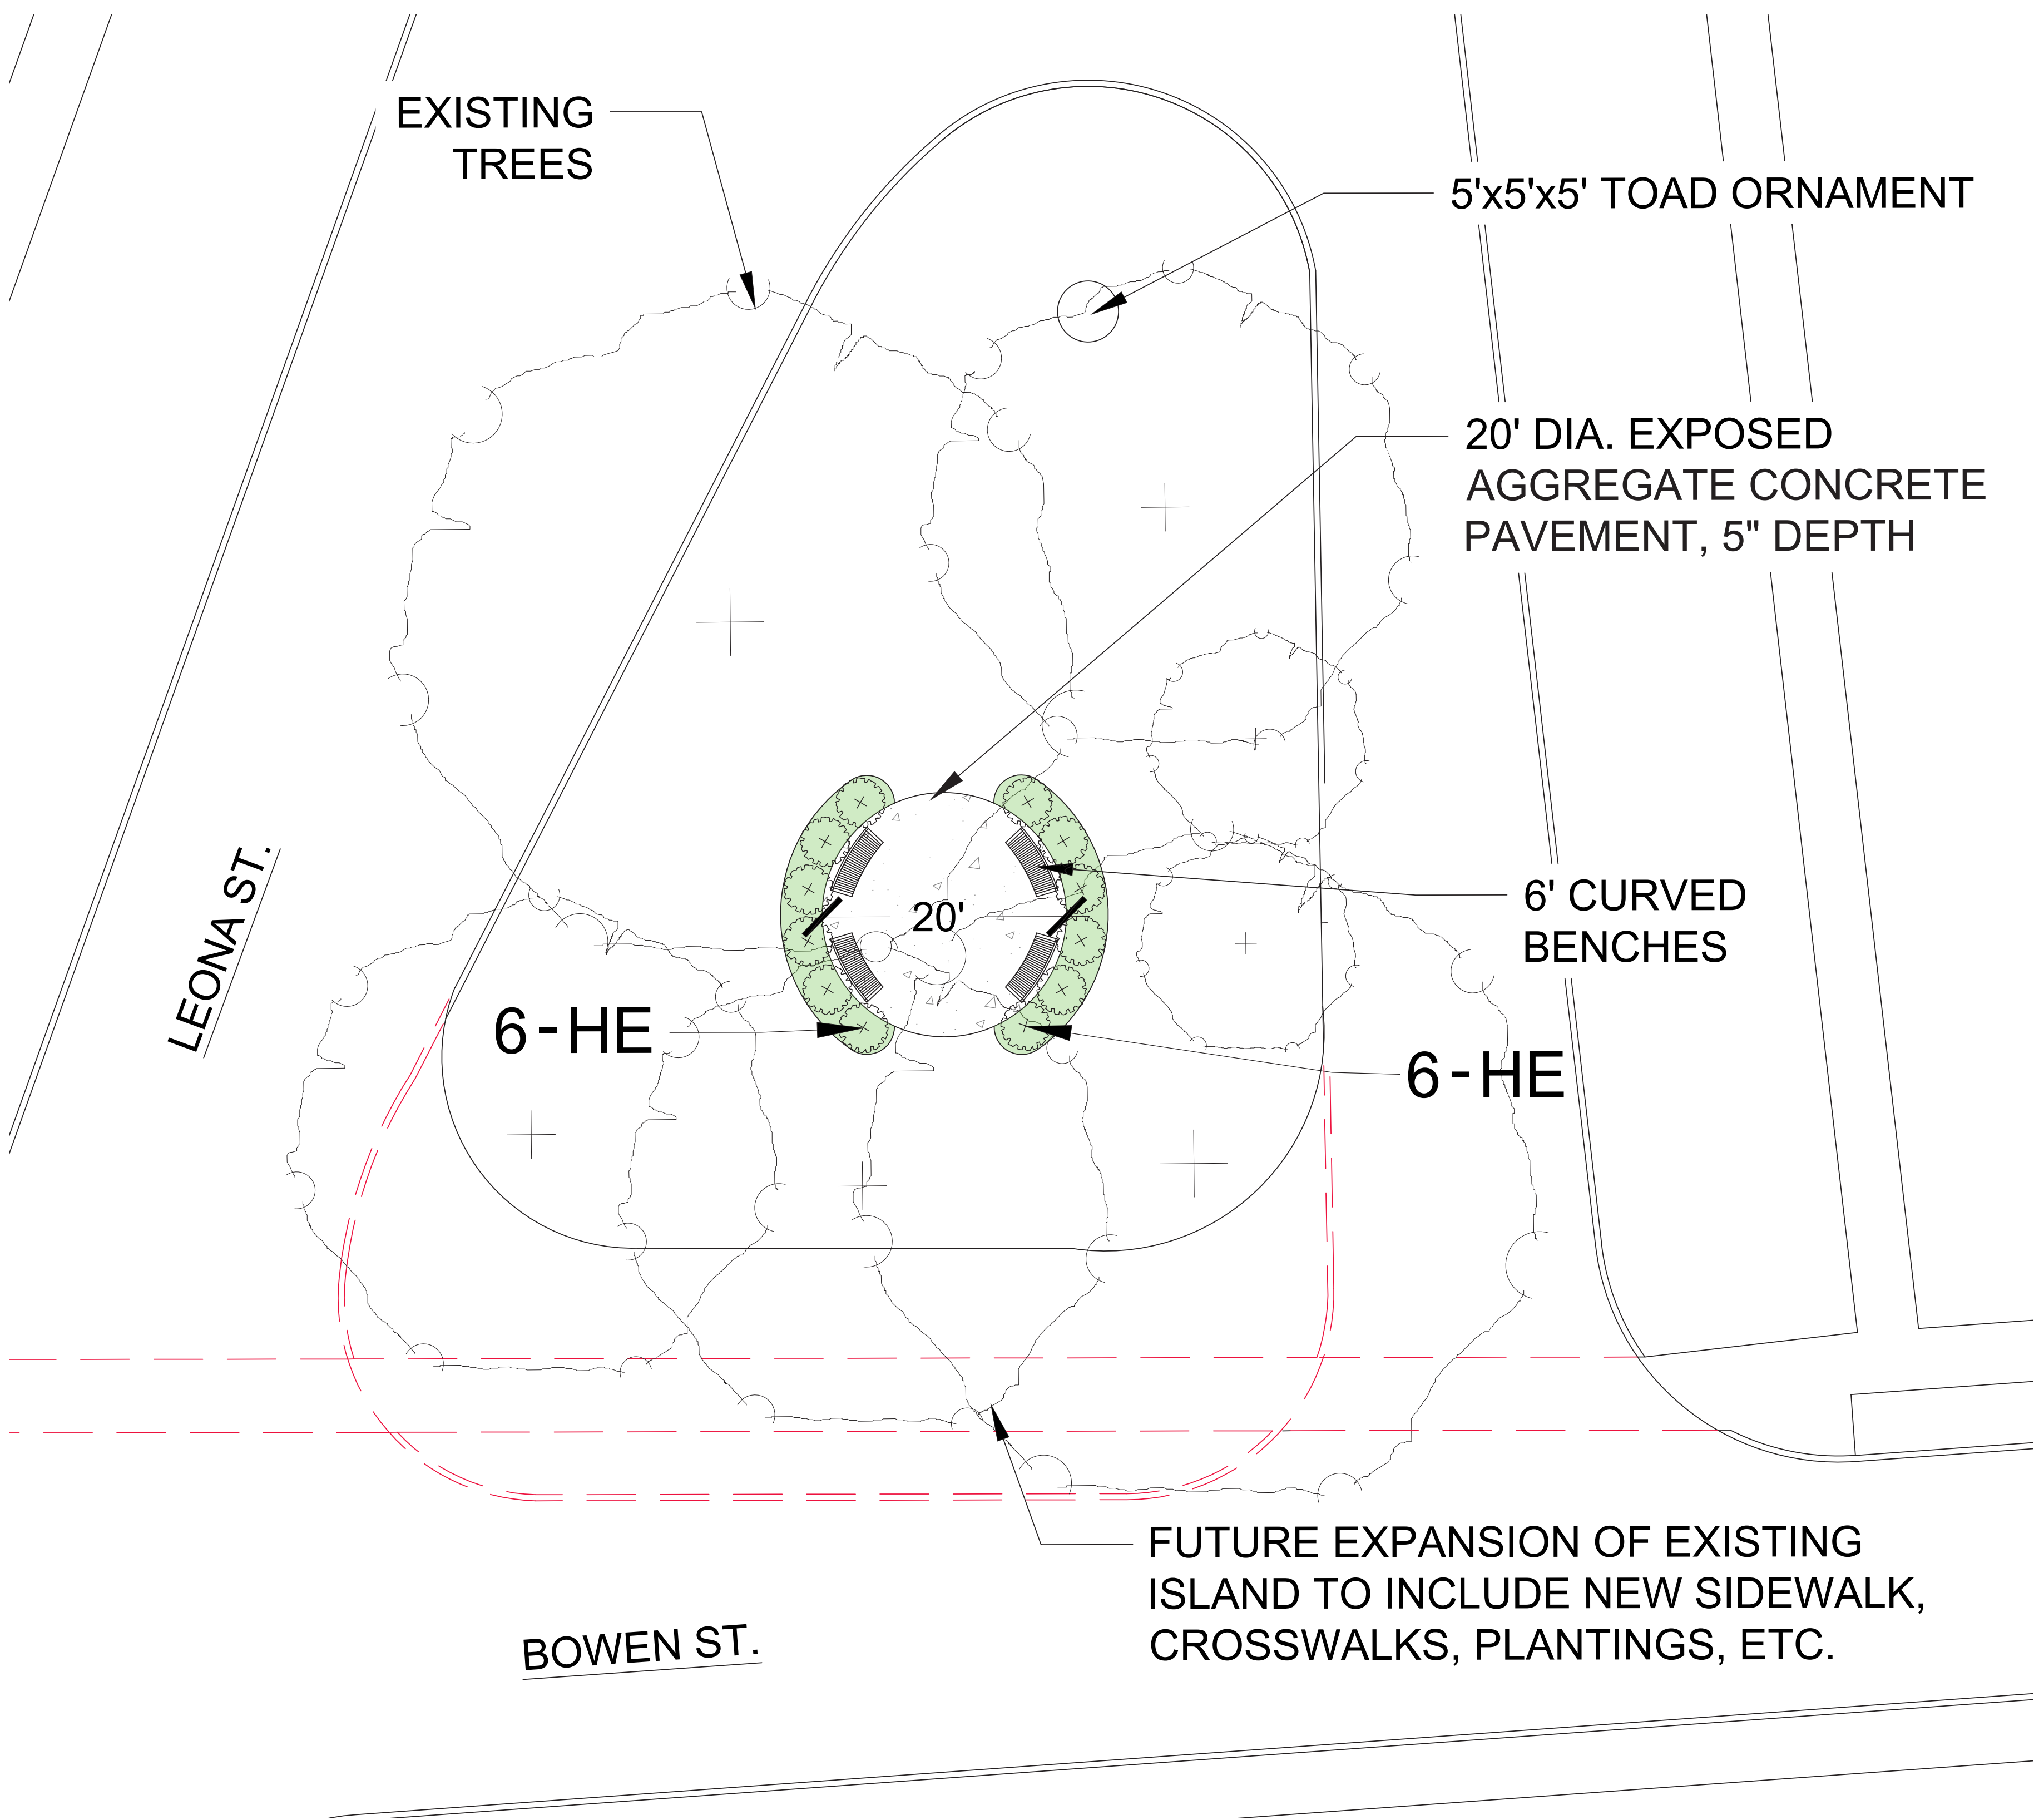 EXISTING
TREES
5'x5'x5' TOAD ORNAMENT
20' DIA. EXPOSED
AGGREGATE CONCRETE
PAVEMENT, 5" DEPTH
LEONA ST.
20'
6' CURVED
BENCHES
6-HE
6-HE
FUTURE EXPANSION OF EXISTING
ISLAND TO INCLUDE NEW SIDEWALK,
CROSSWALKS, PLANTINGS, ETC.
BOWEN ST.